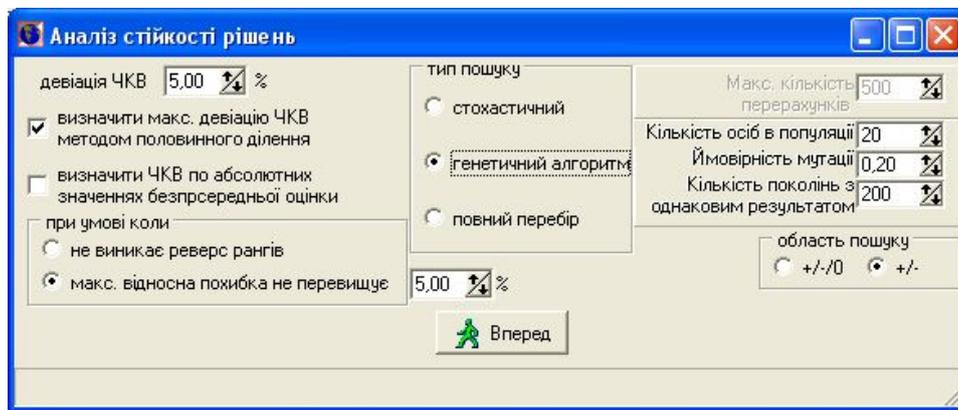 Аналіз стійкості рішень
девіація ЧКВ 5,00 %
визначити макс. девіацію ЧКВ
методом половинного ділення
визначити ЧКВ по абсолютних
значеннях безпрсередньої оцінки
при умові коли
не виникає реверс рангів
макс. відносна похибка не перевищує 5,00 %
тип пошуку
стохастичний
генетичний алгоритм
повний перебір
Макс. кількість
перерахунків 500
Кількість осіб в популяції 20
Ймовірність мутації 0,20
Кількість поколінь з
однаковим результатом 200
область пошуку
+/-/0 +/-
Вперед